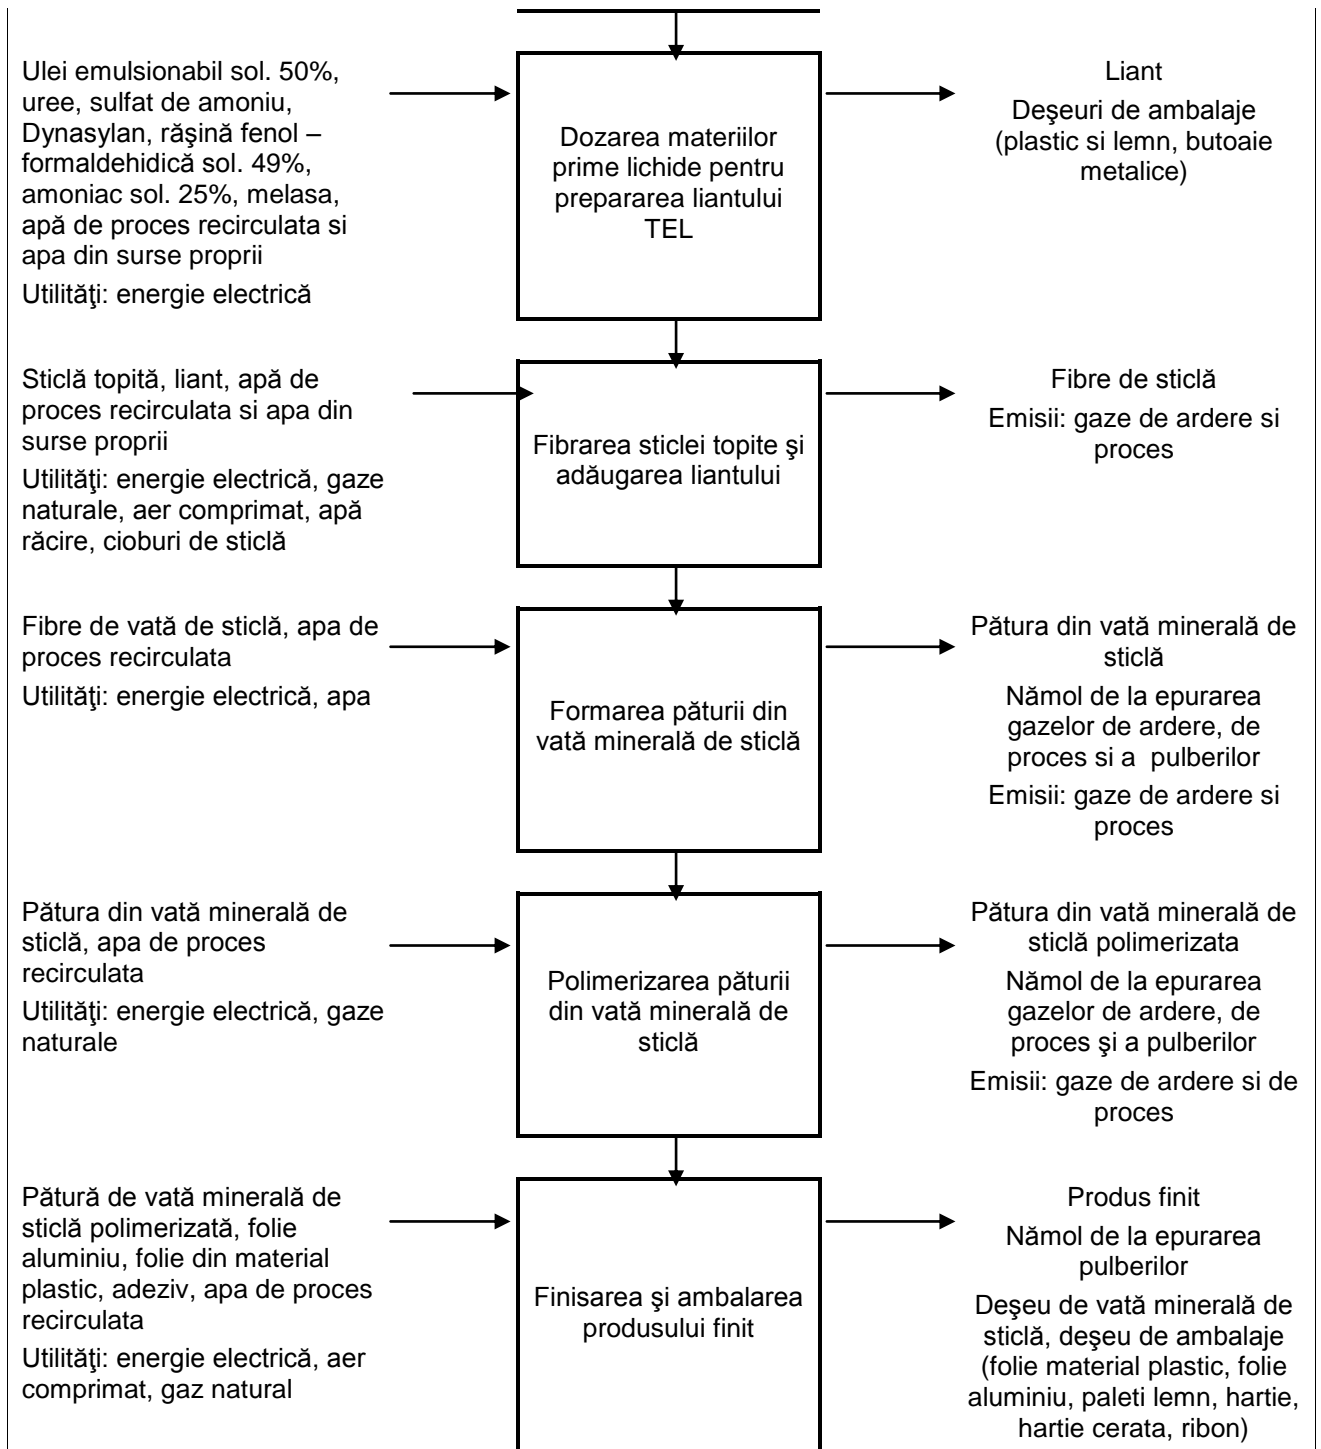 Ulei emulsionabil sol. 50%,
uree, sulfat de amoniu,
Dynasylan, răşină fenol –
formaldehidică sol. 49%,
amoniac sol. 25%, melasa,
apă de proces recirculata si
apa din surse proprii
Utilităţi: energie electrică
Dozarea materiilor
prime lichide pentru
prepararea liantului
TEL
Liant
Deşeuri de ambalaje
(plastic si lemn, butoaie
metalice)
Sticlă topită, liant, apă de
proces recirculata si apa din
surse proprii
Utilităţi: energie electrică, gaze
naturale, aer comprimat, apă
răcire, cioburi de sticlă
Fibrarea sticlei topite şi
adăugarea liantului
Fibre de sticlă
Emisii: gaze de ardere si
proces
Fibre de vată de sticlă, apa de
proces recirculata
Utilităţi: energie electrică, apa
Formarea păturii din
vată minerală de sticlă
Pătura din vată minerală de
sticlă
Nămol de la epurarea
gazelor de ardere, de
proces si a  pulberilor
Emisii: gaze de ardere si
proces
Pătura din vată minerală de
sticlă, apa de proces
recirculata
Utilităţi: energie electrică, gaze
naturale
Polimerizarea păturii
din vată minerală de
sticlă
Pătura din vată minerală de
sticlă polimerizata
Nămol de la epurarea
gazelor de ardere, de
proces şi a pulberilor
Emisii: gaze de ardere si de
proces
Pătură de vată minerală de
sticlă polimerizată, folie
aluminiu, folie din material
plastic, adeziv, apa de proces
recirculata
Utilităţi: energie electrică, aer
comprimat, gaz natural
Finisarea şi ambalarea
produsului finit
Produs finit
Nămol de la epurarea
pulberilor
Deşeu de vată minerală de
sticlă, deşeu de ambalaje
(folie material plastic, folie
aluminiu, paleti lemn, hartie,
hartie cerata, ribon)